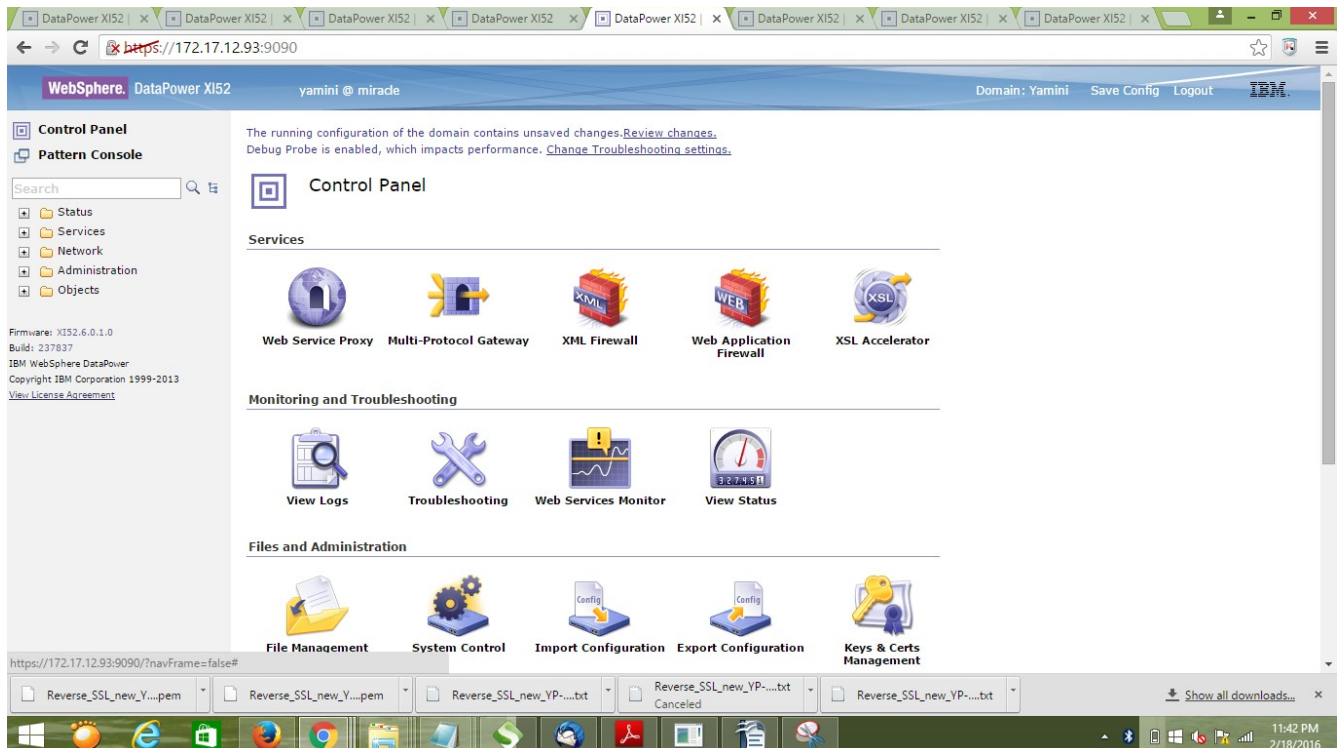 DataPower XI52 | DataPower XI52 | DataPower XI52 | DataPower XI52 DataPower XI52 | DataPower XI52 | DataPower XI52 | DataPower XI52 |
https://172.17.12.93:9090
WebSphere. DataPower XI52 yamini @ miracle Domain: Yamini Save Config Logout IBM.
Control Panel
Pattern Console
Search
Status
Services
Network
Administration
Objects
Firmware: XI52.6.0.1.0
Build: 237837
IBM WebSphere DataPower
Copyright IBM Corporation 1999-2013
View License Agreement
The running configuration of the domain contains unsaved changes.Review changes.
Debug Probe is enabled, which impacts performance. Change Troubleshooting settings.
Control Panel
Services
XML
WEB
XSL
Web Service Proxy Multi-Protocol Gateway XML Firewall Web Application Firewall XSL Accelerator
Monitoring and Troubleshooting
View Logs Troubleshooting Web Services Monitor View Status
Files and Administration
Config
Config
File Management System Control Import Configuration Export Configuration Keys & Certs Management
https://172.17.12.93:9090/?navFrame=false#
Reverse_SSL_new_Y....pem Reverse_SSL_new_Y....pem Reverse_SSL_new_YP-....txt Reverse_SSL_new_YP-....txt Reverse_SSL_new_YP-....txt Show all downloads...
Canceled
11:42 PM
2/18/2016